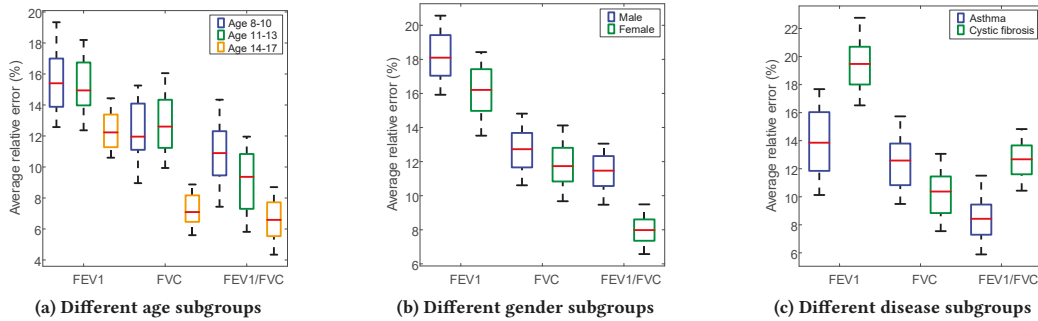 Average relative error (%)
20
18
16
14
12
10
8
6
4
Age 8-10
Age 11-13
Age 14-17
FEV1 FVC FEV1/FVC
(a) Different age subgroups
Average relative error (%)
20
18
16
14
12
10
8
6
Male
Female
FEV1 FVC FEV1/FVC
(b) Different gender subgroups
Average relative error (%)
22
20
18
16
14
12
10
8
6
Asthma
Cystic fibrosis
FEV1 FVC FEV1/FVC
(c) Different disease subgroups